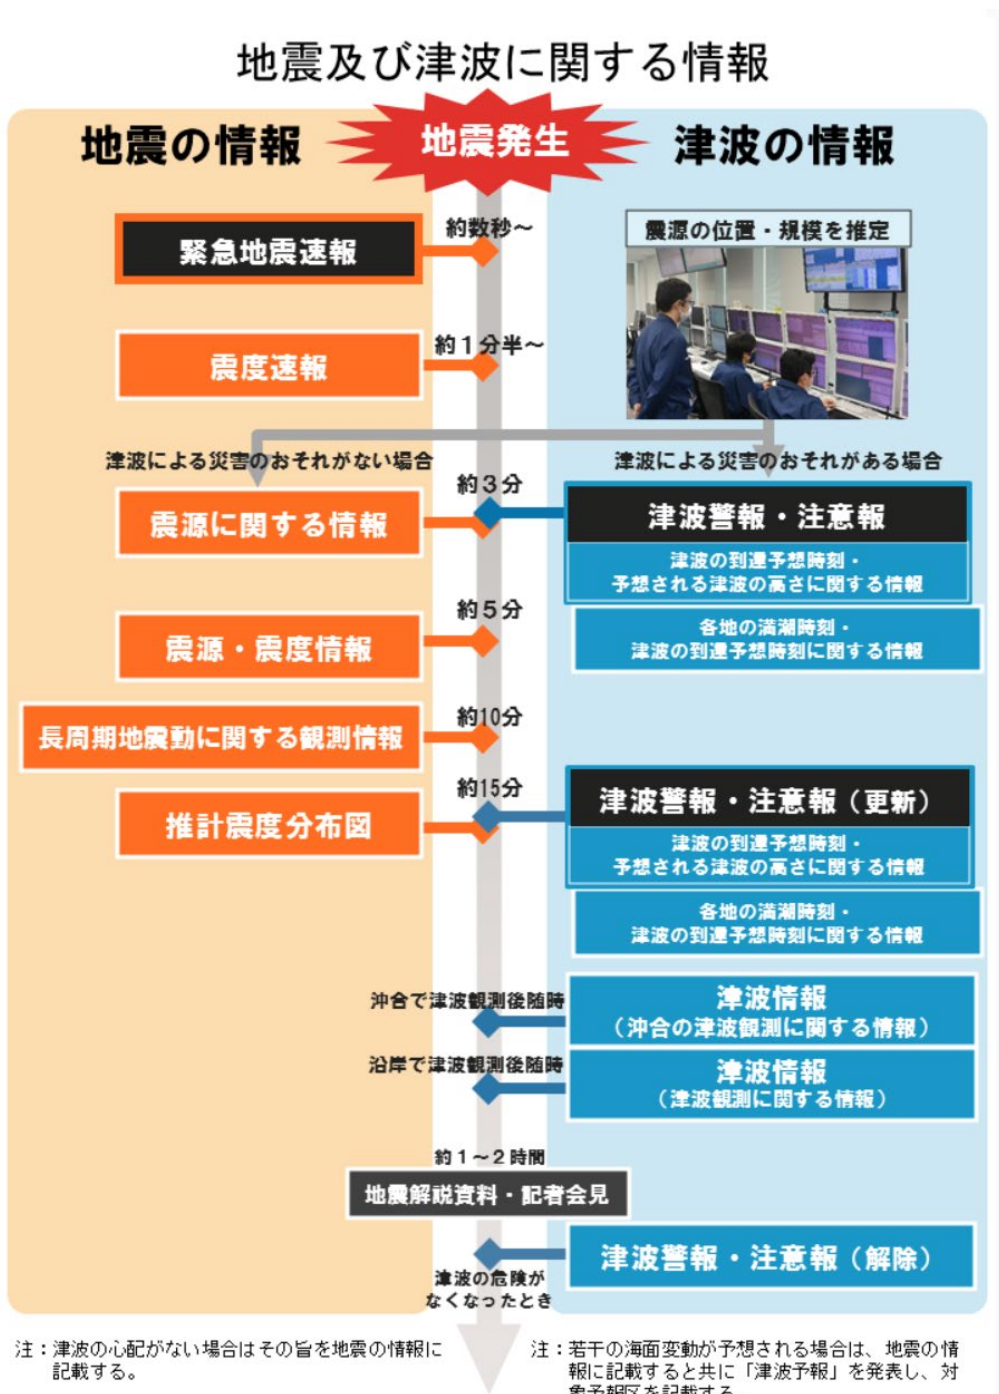 地震及び津波に関する情報
地震の情報
地震発生
津波の情報
約数秒～
緊急地震速報
震源の位置・規模を推定
約１分半～
震度速報
津波による災害のおそれがない場合
津波による災害のおそれがある場合
約３分
震源に関する情報
津波警報・注意報
津波の到達予想時刻・
予想される津波の高さに関する情報
約５分
各地の満潮時刻・
津波の到達予想時刻に関する情報
震源・震度情報
約10分
長周期地震動に関する観測情報
約15分
推計震度分布図
津波警報・注意報（更新）
津波の到達予想時刻・
予想される津波の高さに関する情報
各地の満潮時刻・
津波の到達予想時刻に関する情報
沖合で津波観測後随時
津波情報
（沖合の津波観測に関する情報）
沿岸で津波観測後随時
津波情報
（津波観測に関する情報）
約１～２時間
地震解説資料・記者会見
津波警報・注意報（解除）
津波の危険が
なくなったとき
注：津波の心配がない場合はその旨を地震の情報に
記載する。
注：若干の海面変動が予想される場合は、地震の情
報に記載すると共に「津波予報」を発表し、対
象予報区を記載する。